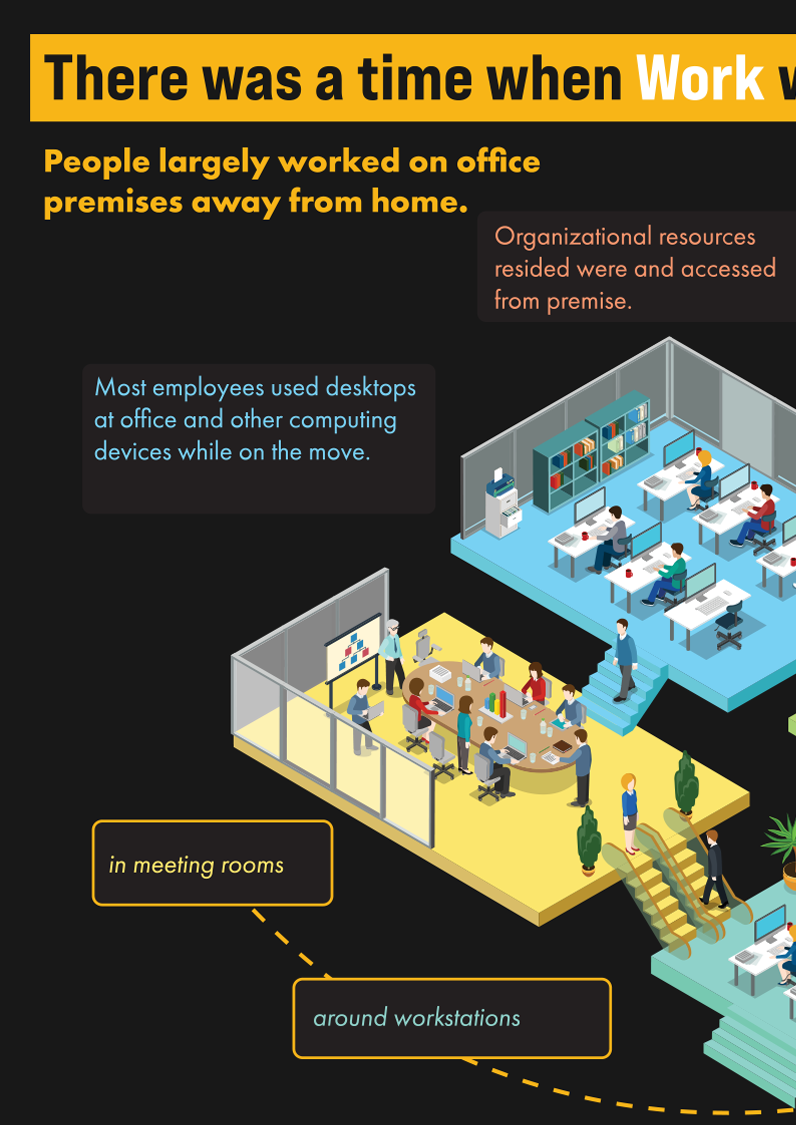 There was a time when Work
People largely worked on office
premises away from home.
Organizational resources
resided were and accessed
from premise.
Most employees used desktops
at office and other computing
devices while on the move.
in meeting rooms
around workstations